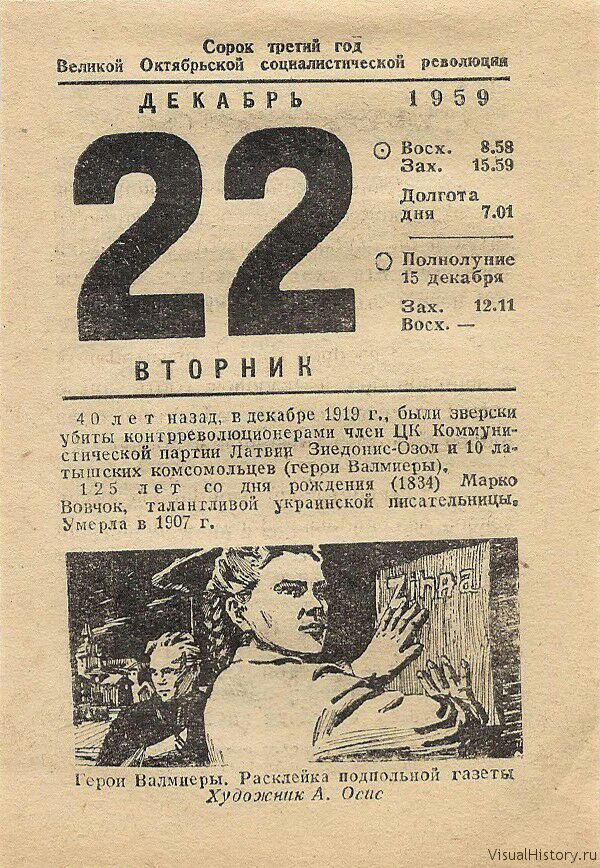 Сорок третий год
Великой Октябрьской социалистической революции
ДЕКАБРЬ 1959
22
Восх. 8.58
Зах. 15.59
Долгота
дня 7.01
Полнолуние
15 декабря
Зах. 12.11
Восх. —
ВТОРНИК
40 лет назад, в декабре 1919 г., были зверски
убиты контрреволюционерами член ЦК Коммуни-
стической партии Латвии Зиедонис-Озол и 10 ла-
тышских комсомольцев (герои Валмиеры).
125 лет со дня рождения (1834) Марко
Вовчок, талантливой украинской писательницы.
Умерла в 1907 г.
Zihņa
Герои Валмиеры. Расклейка подпольной газеты
Художник А. Осис
VisualHistory.ru